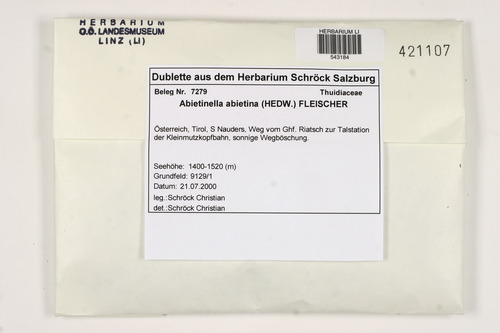 HERBARIUM
O.Ö. LANDESMUSEUM
LINZ (LI)
HERBARIUM LI
543184
421107
Dublette aus dem Herbarium Schröck Salzburg
Beleg Nr. 7279 Thuidiaceae
Abietinella abietina (HEDW.) FLEISCHER
Österreich, Tirol, S Nauders, Weg vom Ghf. Riatsch zur Talstation
der Kleinmutzkopfbahn, sonnige Wegböschung.
Seehöhe: 1400-1520 (m)
Grundfeld: 9129/1
Datum: 21.07.2000
leg.:Schröck Christian
det.:Schröck Christian